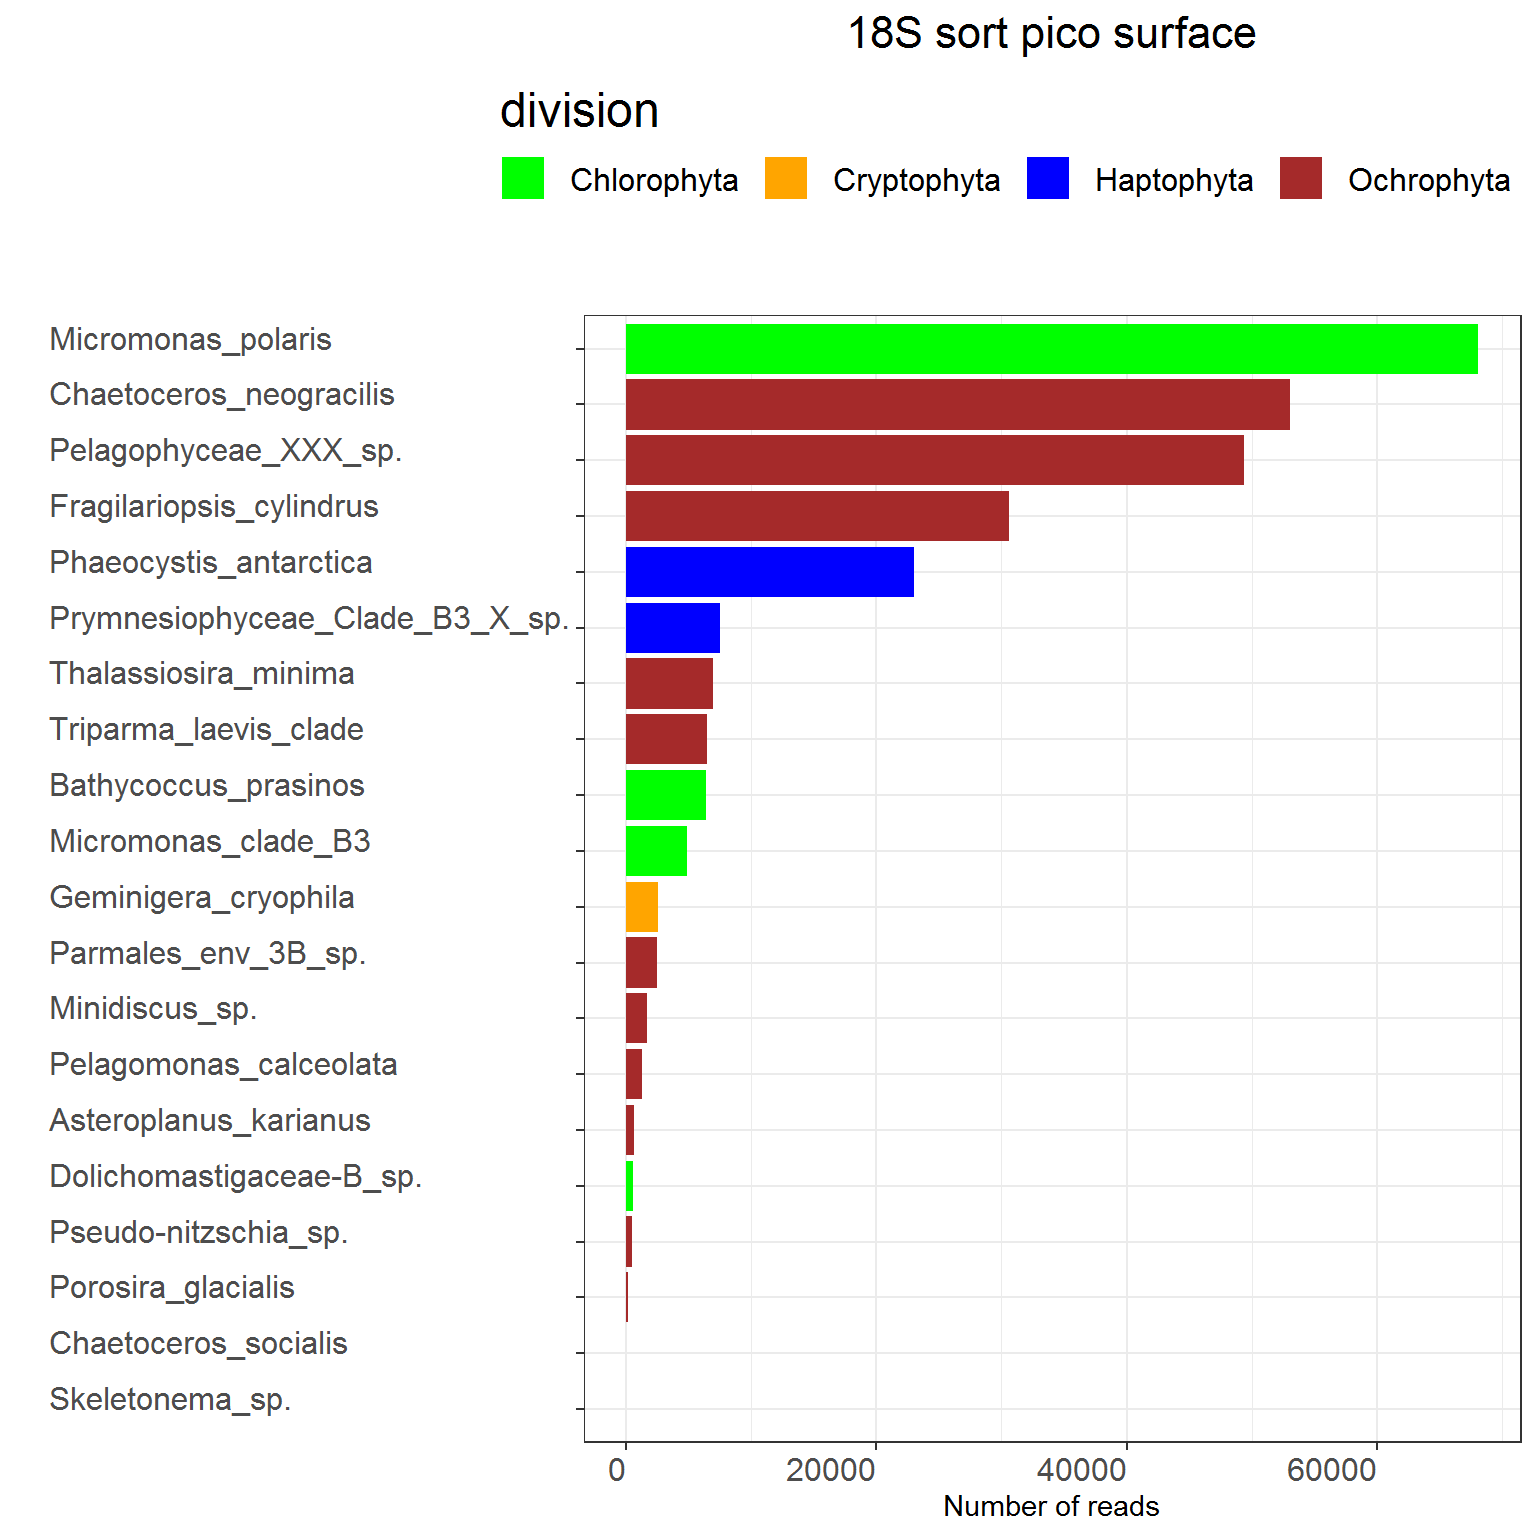 18S sort pico surface
division
Chlorophyta Cryptophyta Haptophyta Ochrophyta
Micromonas_polaris
Chaetoceros_neogracilis
Pelagophyceae_XXX_sp.
Fragilariopsis_cylindrus
Phaeocystis_antarctica
Prymnesiophyceae_Clade_B3_X_sp.
Thalassiosira_minima
Triparma_laevis_clade
Bathycoccus_prasinos
Micromonas_clade_B3
Geminigera_cryophila
Parmales_env_3B_sp.
Minidiscus_sp.
Pelagomonas_calceolata
Asteroplanus_karianus
Dolichomastigaceae-B_sp.
Pseudo-nitzschia_sp.
Porosira_glacialis
Chaetoceros_socialis
Skeletonema_sp.
0 20000 40000 60000
Number of reads